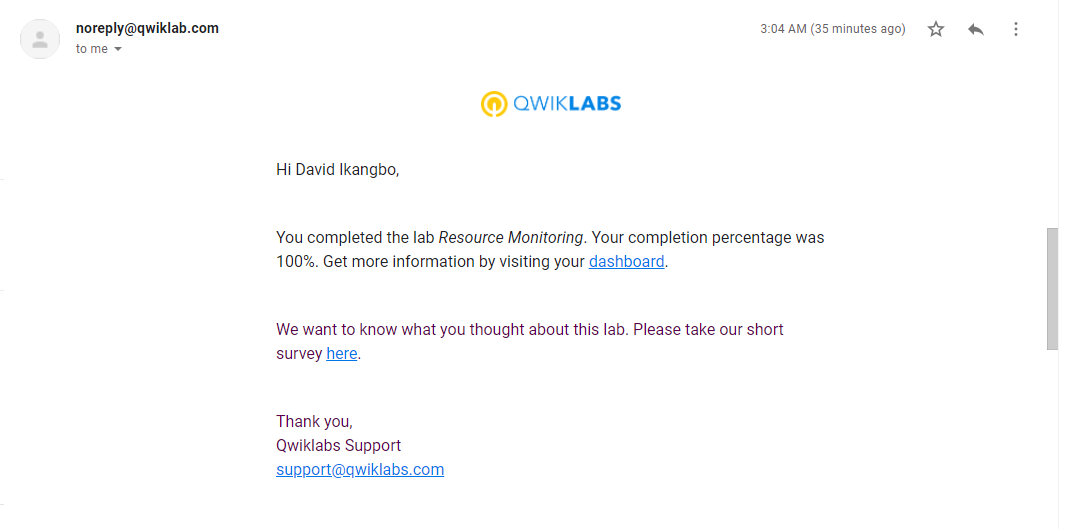 noreply@qwiklab.com
3:04 AM (35 minutes ago)
to me
QWIKLABS
Hi David Ikangbo,
You completed the lab Resource Monitoring. Your completion percentage was
100%. Get more information by visiting your dashboard.
We want to know what you thought about this lab. Please take our short
survey here.
Thank you,
Qwiklabs Support
support@qwiklabs.com